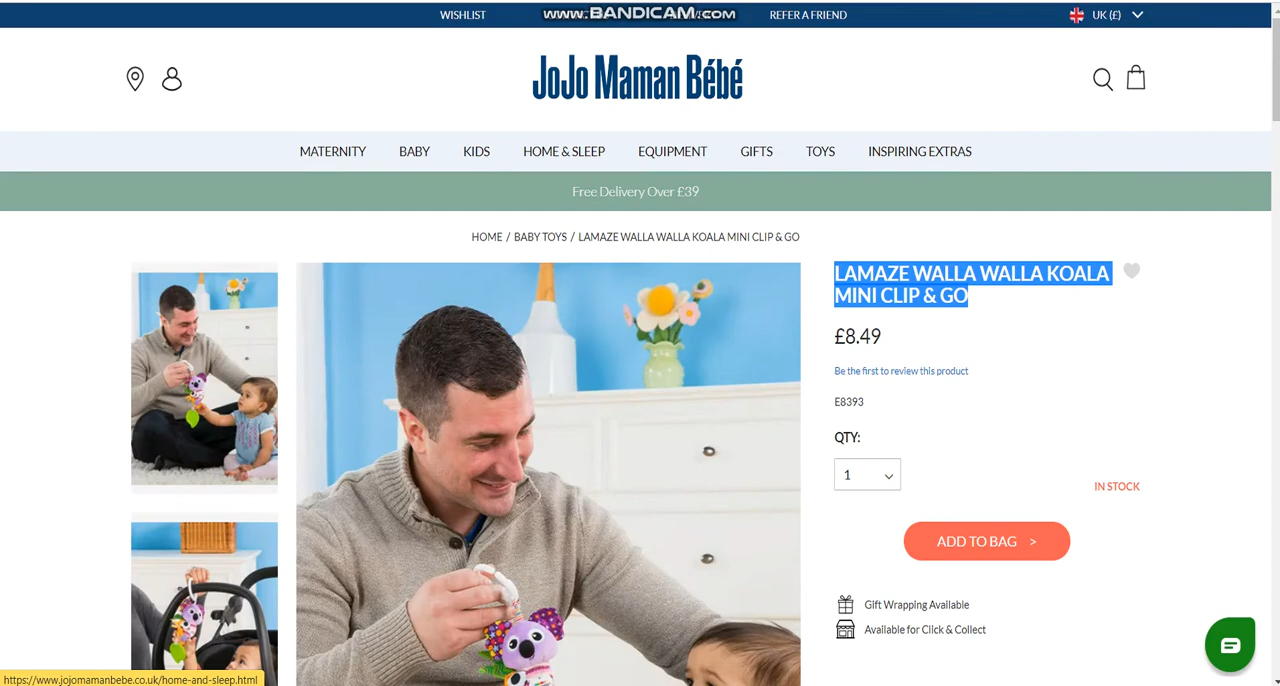 WISHLIST
www.BANDICAM.com
REFER A FRIEND
UK (£)
JoJo Maman Bébé
MATERNITY
BABY
KIDS
HOME & SLEEP
EQUIPMENT
GIFTS
TOYS
INSPIRING EXTRAS
Free Delivery Over £39
HOME / BABY TOYS / LAMAZE WALLA WALLA KOALA MINI CLIP & GO
LAMAZE WALLA WALLA KOALA
MINI CLIP & GO
£8.49
Be the first to review this product
E8393
QTY:
1
IN STOCK
ADD TO BAG >
Gift Wrapping Available
Available for Click & Collect
https://www.jojomamanbebe.co.uk/home-and-sleep.html